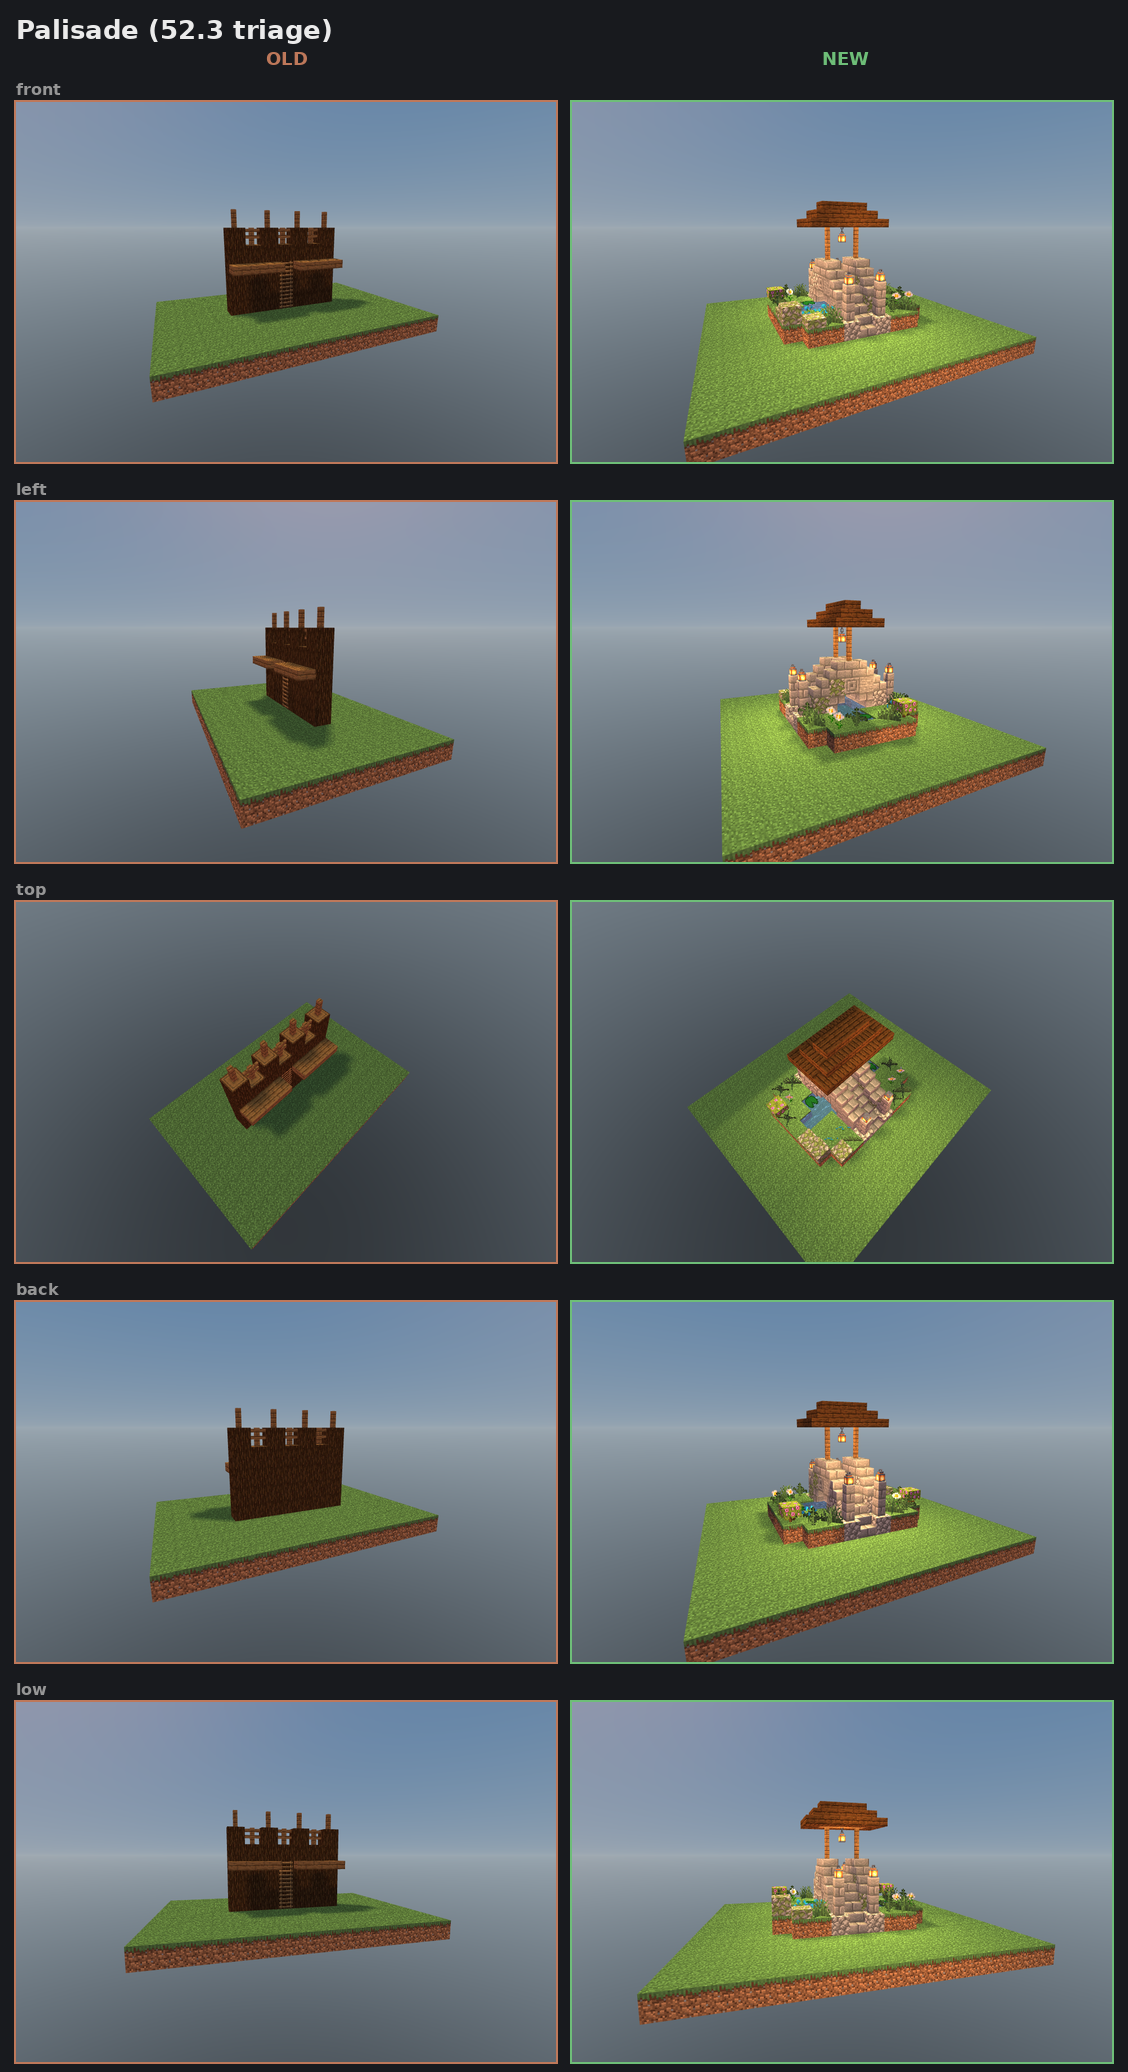 Palisade (52.3 triage)
OLD
NEW
front
left
top
back
low